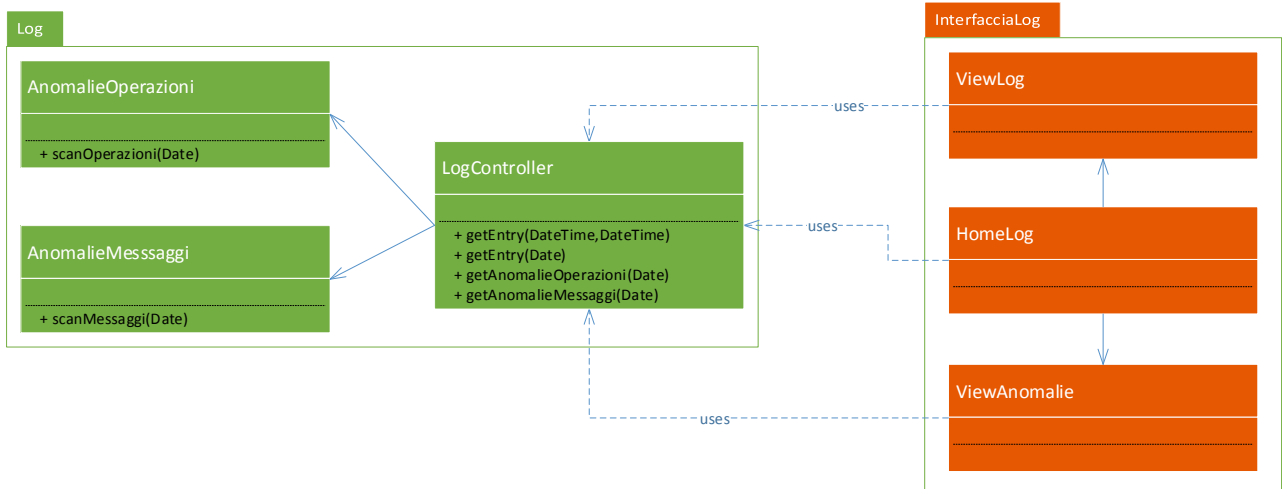 Log
AnomalieOperazioni
+ scanOperazioni(Date)
AnomalieMesssaggi
+ scanMessaggi(Date)
LogController
+ getEntry(DateTime,DateTime)
+ getEntry(Date)
+ getAnomalieOperazioni(Date)
+ getAnomalieMessaggi(Date)
uses
uses
uses
InterfacciaLog
ViewLog
HomeLog
ViewAnomalie